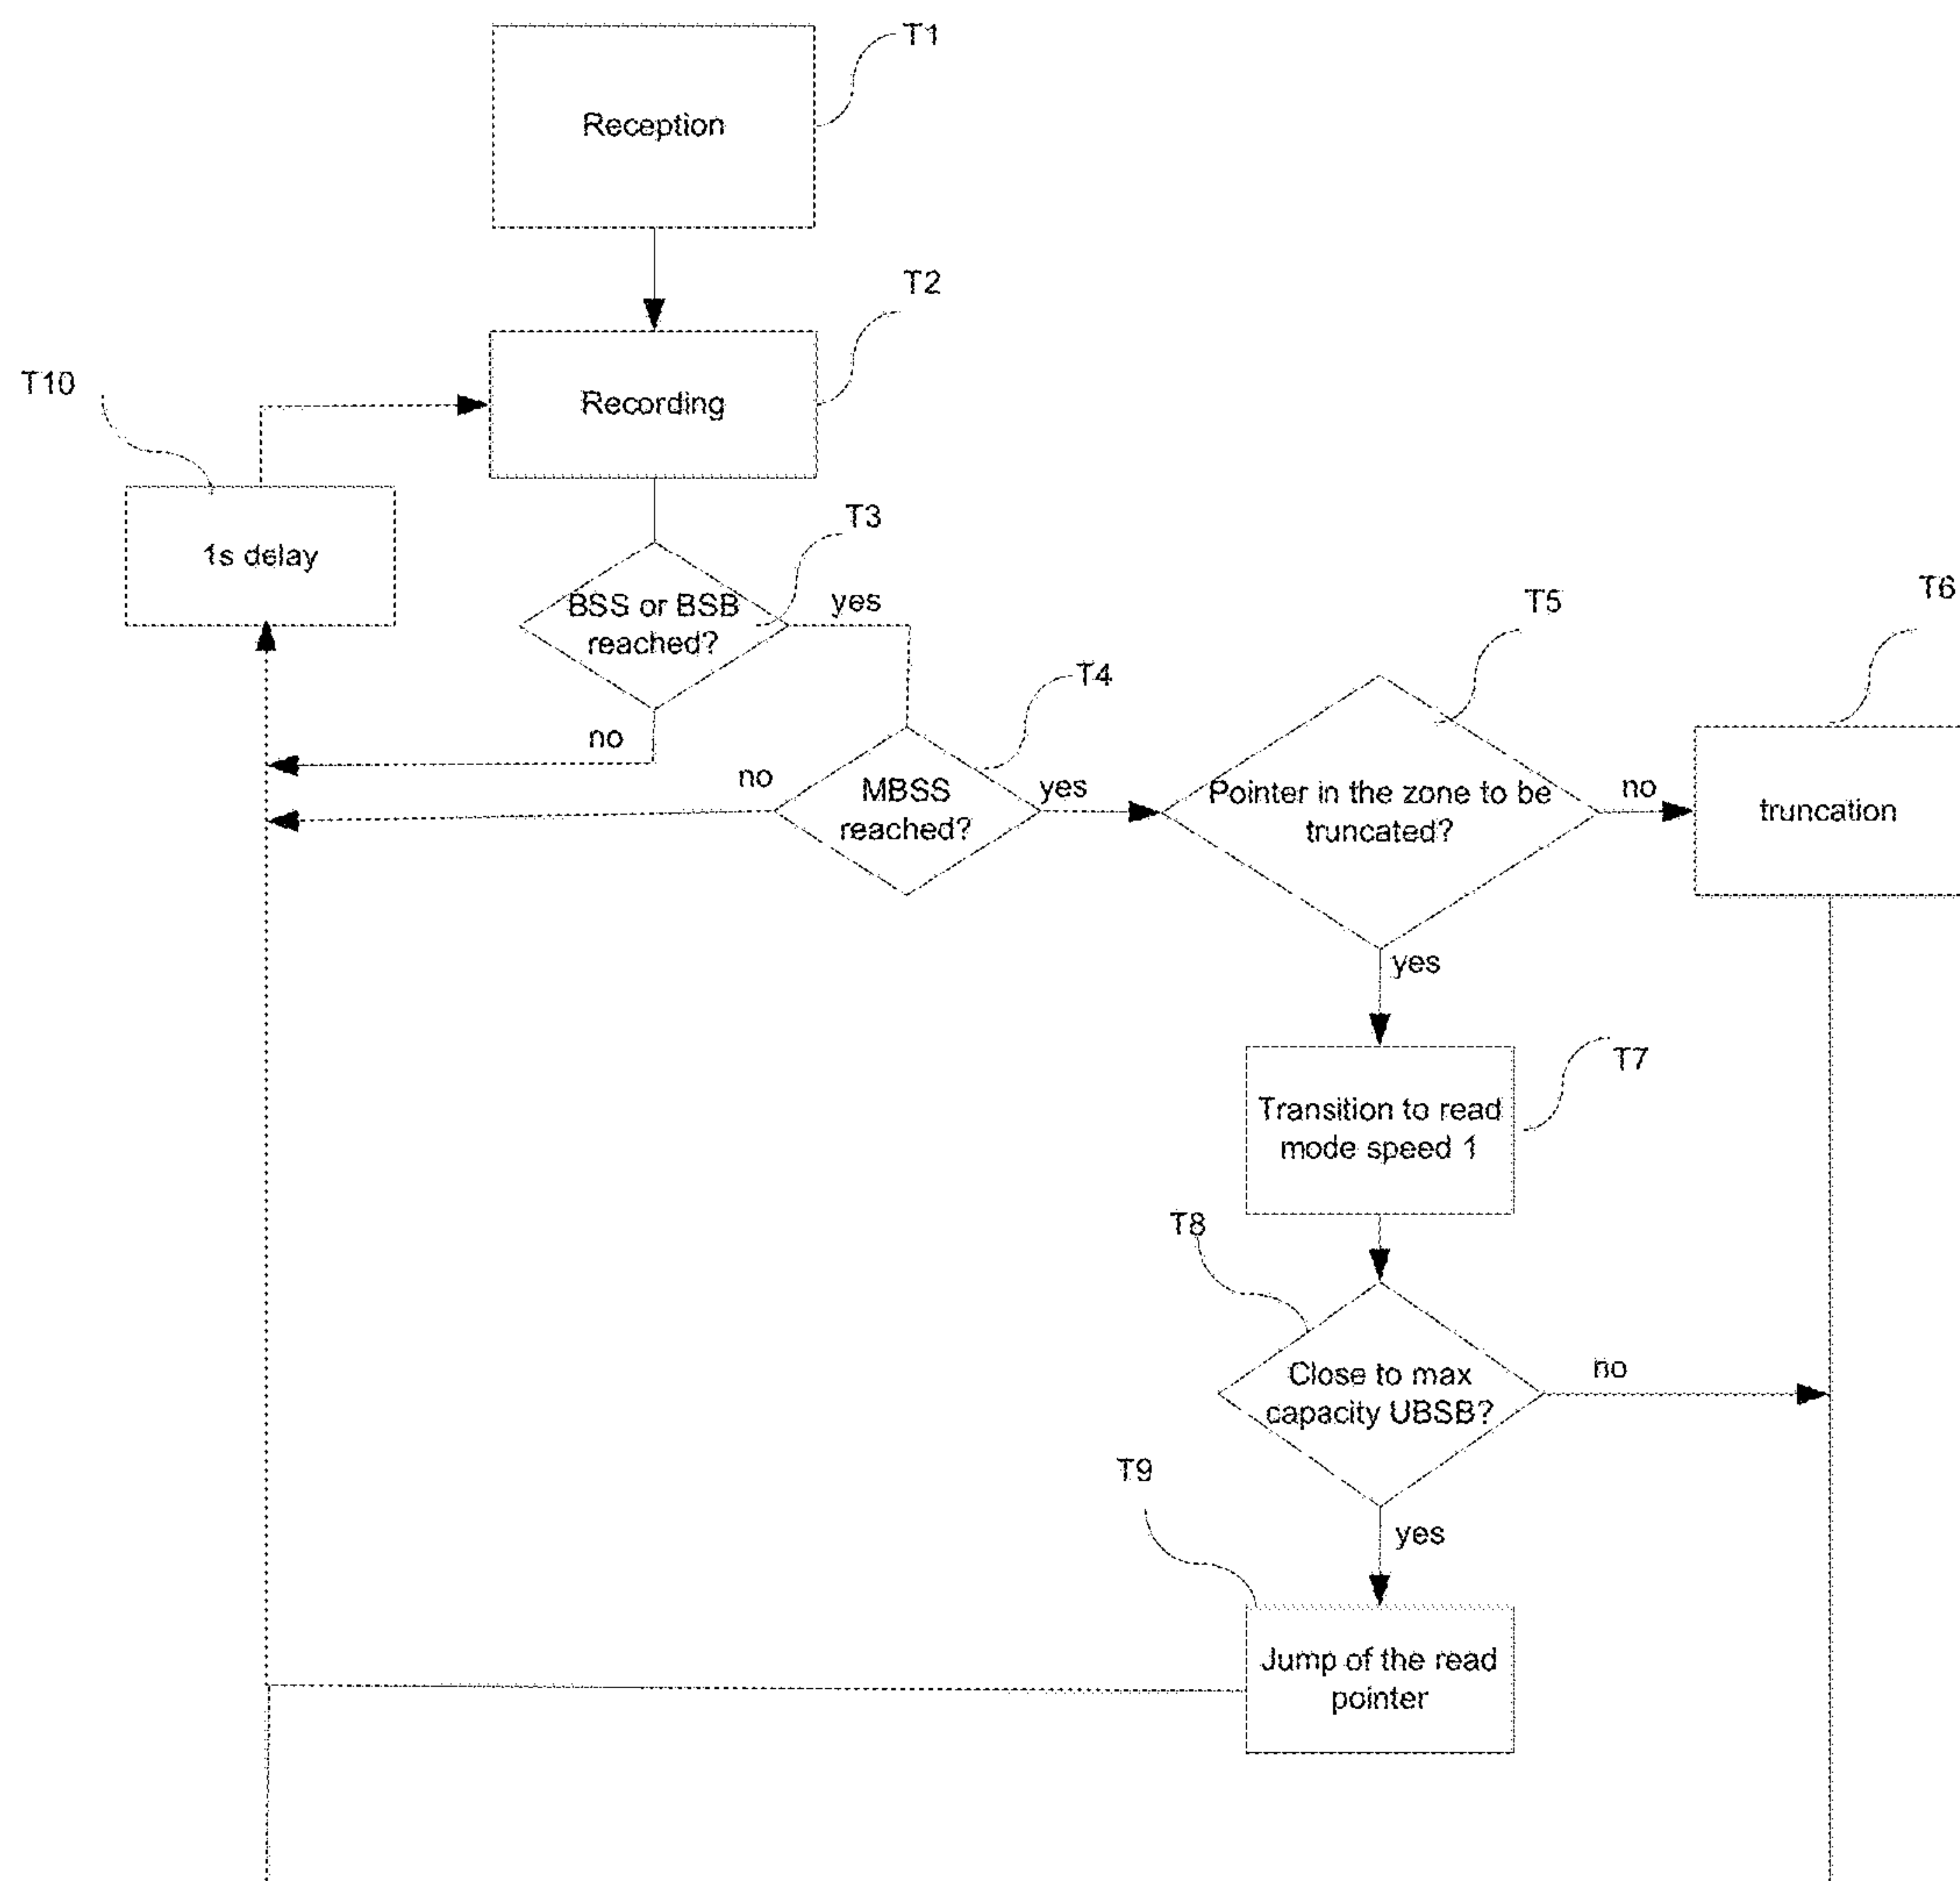 T1
Reception
T2
T10
Recording
T3
1s delay
BSS or BSB
reached?
yes
T5
T6
T4
no
no
MBSS
reached?
yes
Pointer in the zone to be
truncated?
no
truncation
yes
T7
Transition to read
mode speed 1
T8
Close to max
capacity UBSB?
no
T9
yes
Jump of the read
pointer